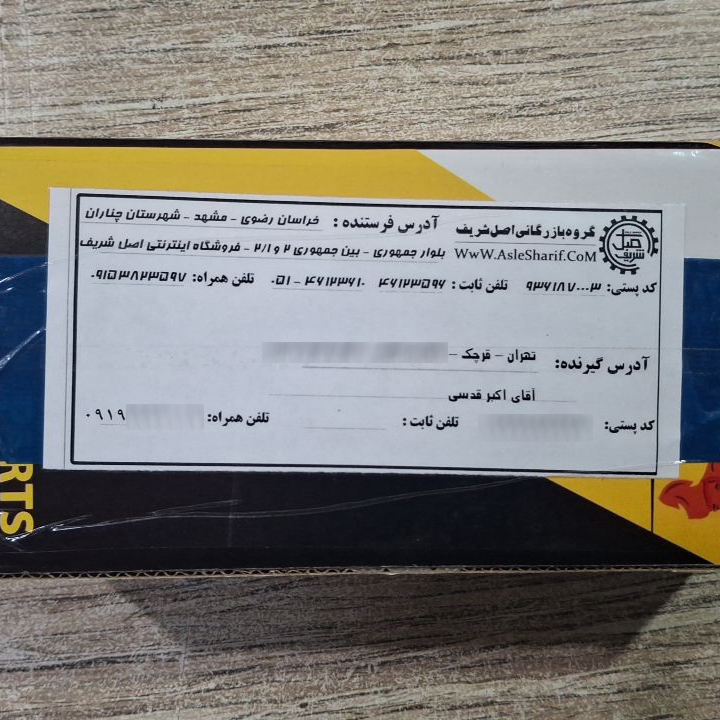 گروه بازرگانی اصل شریف
WwW.AsleSharif.CoM
اصل
شریف
آدرس فرستنده : خراسان رضوی - مشهد - شهرستان چناران
بلوار جمهوری - بین جمهوری ۲ و ۲/۱ - فروشگاه اینترنتی اصل شریف
کد پستی: ۹۳۶۱۸۷۰۰۰۳ تلفن ثابت : ۴۶۱۲۳۵۹۶ ۰۵۱ - ۴۶۱۲۳۶۱۰ تلفن همراه: ۰۹۱۵۳۸۲۳۵۹۷
آدرس گیرنده: تهران - قرچک -
آقای اکبر قدسی
کد پستی: تلفن ثابت : تلفن همراه: ۰۹۱۹
RTS